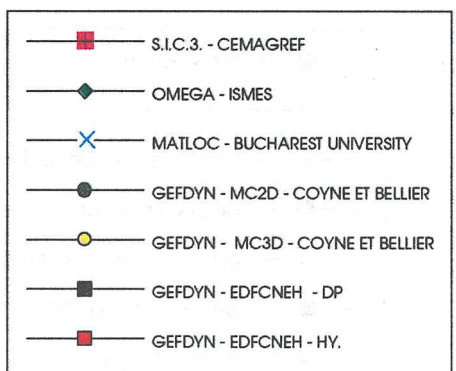 S.I.C.3. - CEMAGREF
OMEGA - ISMES
MATLOC - BUCHAREST UNIVERSITY
GEFDYN - MC2D - COYNE ET BELLIER
GEFDYN - MC3D - COYNE ET BELLIER
GEFDYN - EDFCNEH - DP
GEFDYN - EDFCNEH - HY.